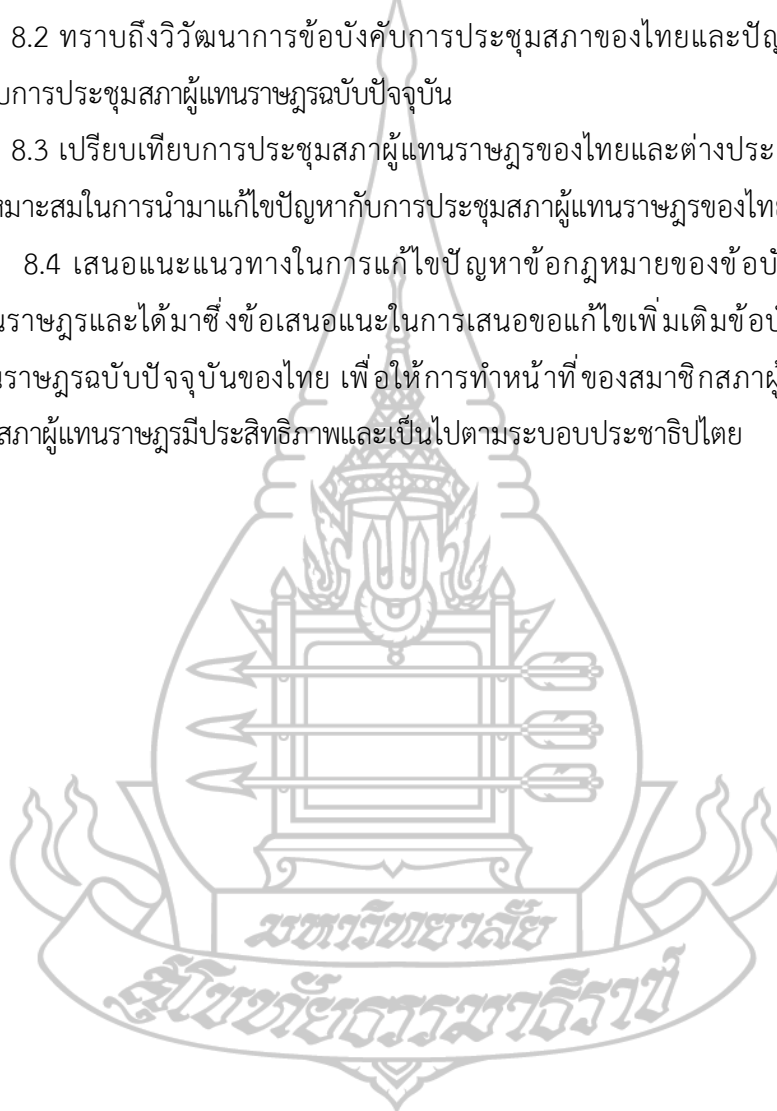 8.2 ทราบถึงวิวัฒนาการข้อบังคับการประชุมสภาของไทยและปัญ
บการประชุมสภาผู้แทนราษฎรฉบับปัจจุบัน
8.3 เปรียบเทียบการประชุมสภาผู้แทนราษฎรของไทยและต่างประ
หมาะสมในการนำมาแก้ไขปัญหากับการประชุมสภาผู้แทนราษฎรของไทย
8.4 เสนอแนะแนวทางในการแก้ไขปัญหาข้อกฎหมายของข้อบั
นราษฎรและได้มาซึ่งข้อเสนอแนะในการเสนอขอแก้ไขเพิ่มเติมข้อบั
นราษฎรฉบับปัจจุบันของไทย เพื่อให้การทำหน้าที่ของสมาชิกสภาผู้
สภาผู้แทนราษฎรมีประสิทธิภาพและเป็นไปตามระบอบประชาธิปไตย
มหาวิทยาลัย
สุโขทัยธรรมาธิราช